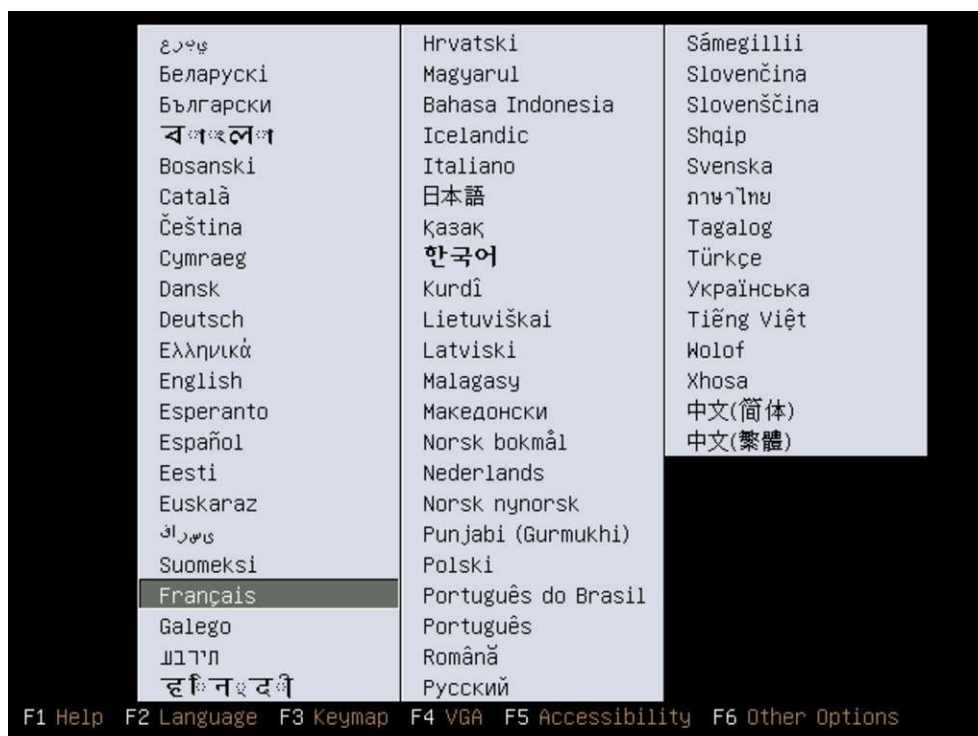 يبرع
Беларускі
Български
বাংলা
Bosanski
Català
Čeština
Cymraeg
Dansk
Deutsch
Ελληνικά
English
Esperanto
Español
Eesti
Euskaraz
ىسراف
Suomeksi
Français
Galego
תירבע
हिन्दी
Hrvatski
Magyarul
Bahasa Indonesia
Icelandic
Italiano
日本語
Қазақ
한국어
Kurdî
Lietuviškai
Latviski
Malagasy
Македонски
Norsk bokmål
Nederlands
Norsk nynorsk
Punjabi (Gurmukhi)
Polski
Português do Brasil
Português
Română
Русский
Sámegillii
Slovenčina
Slovenščina
Shqip
Svenska
ภาษาไทย
Tagalog
Türkçe
Українська
Tiếng Việt
Wolof
Xhosa
中文(简体)
中文(繁體)
F1 Help F2 Language F3 Keymap F4 VGA F5 Accessibility F6 Other Options